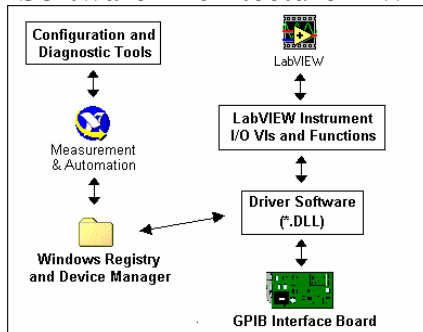 Configuration and
Diagnostic Tools
Measurement
& Automation
Windows Registry
and Device Manager
LabVIEW
LabVIEW Instrument
I/O VIs and Functions
Driver Software
(*.DLL)
GPIB Interface Board